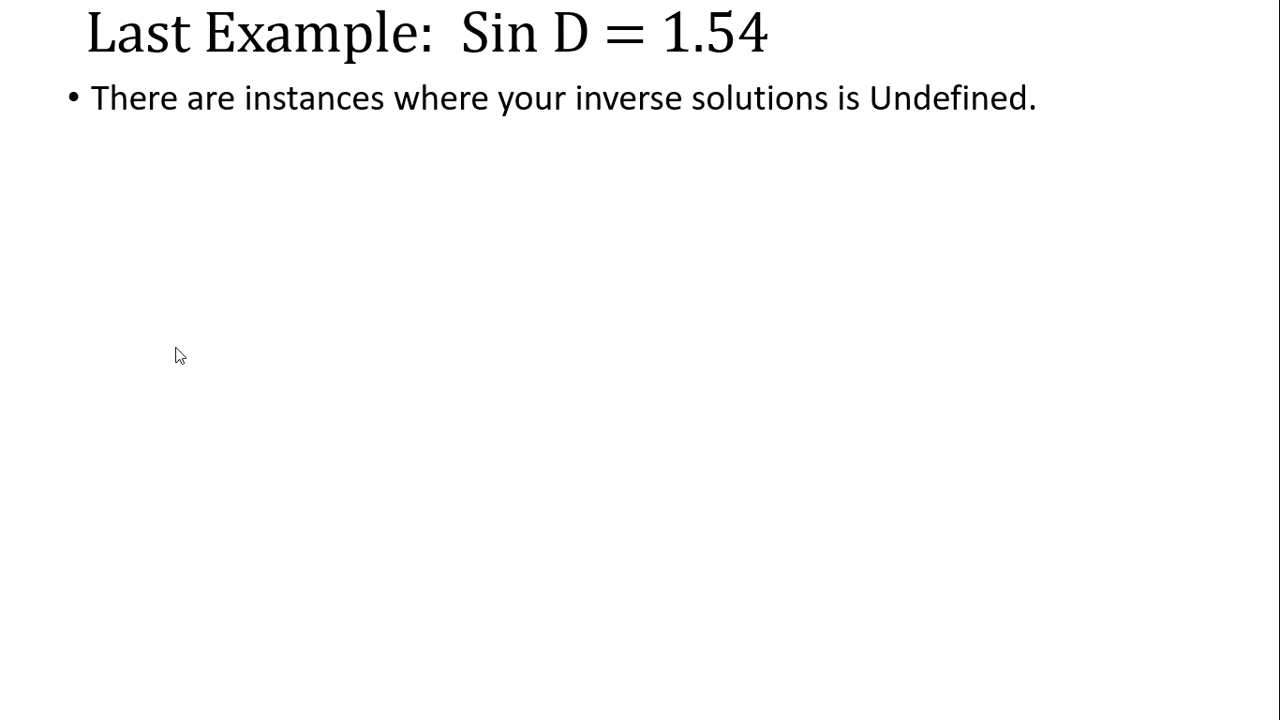 Last Example: Sin D = 1.54
• There are instances where your inverse solutions is Undefined.